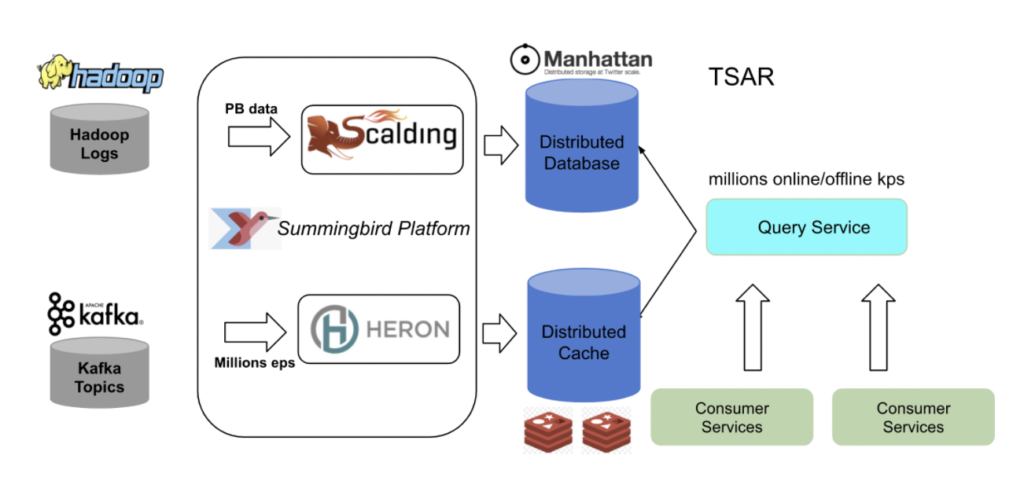 hadoop
Hadoop
Logs
PB data
Scalding
Summingbird Platform
APACHE
kafka®
Kafka
Topics
Millions eps
HERON
Manhattan
Distributed storage at Twitter scale.
Distributed
Database
Distributed
Cache
TSAR
millions online/offline kps
Query Service
Consumer
Services
Consumer
Services